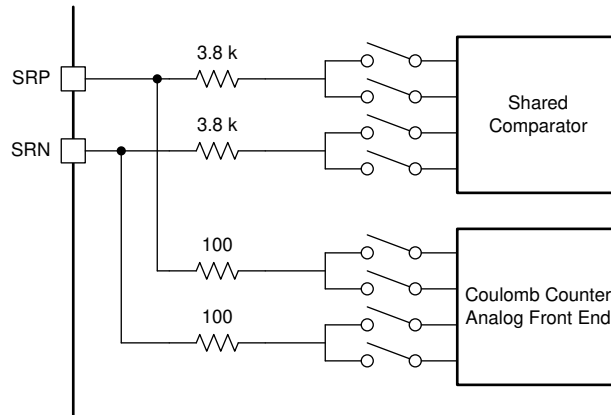 3.8 k
SRP
Shared
Comparator
3.8 k
SRN
100
Coulomb Counter
Analog Front End
100